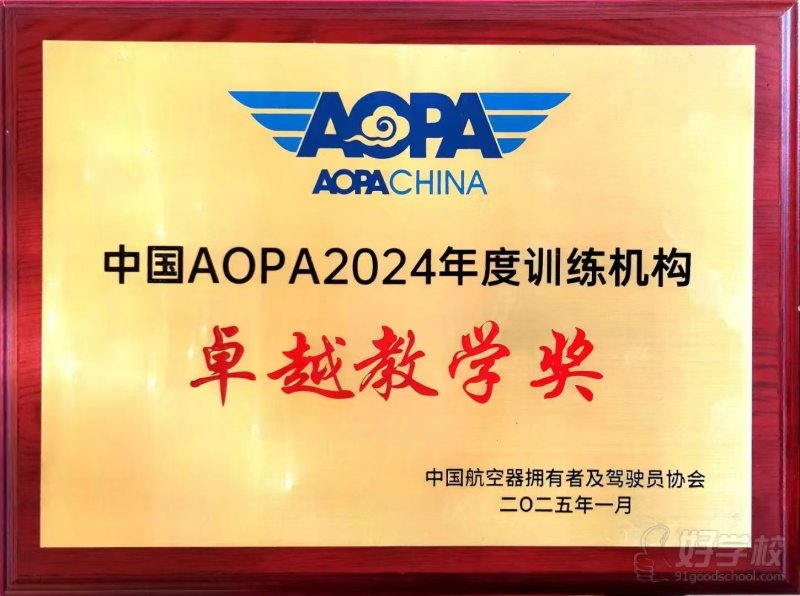 AOPA
AOPACHINA
中国AOPA2024年度训练机构
卓越教学奖
中国航空器拥有者及驾驶员协会
二〇二五年一月
好学校
91goodschool.com